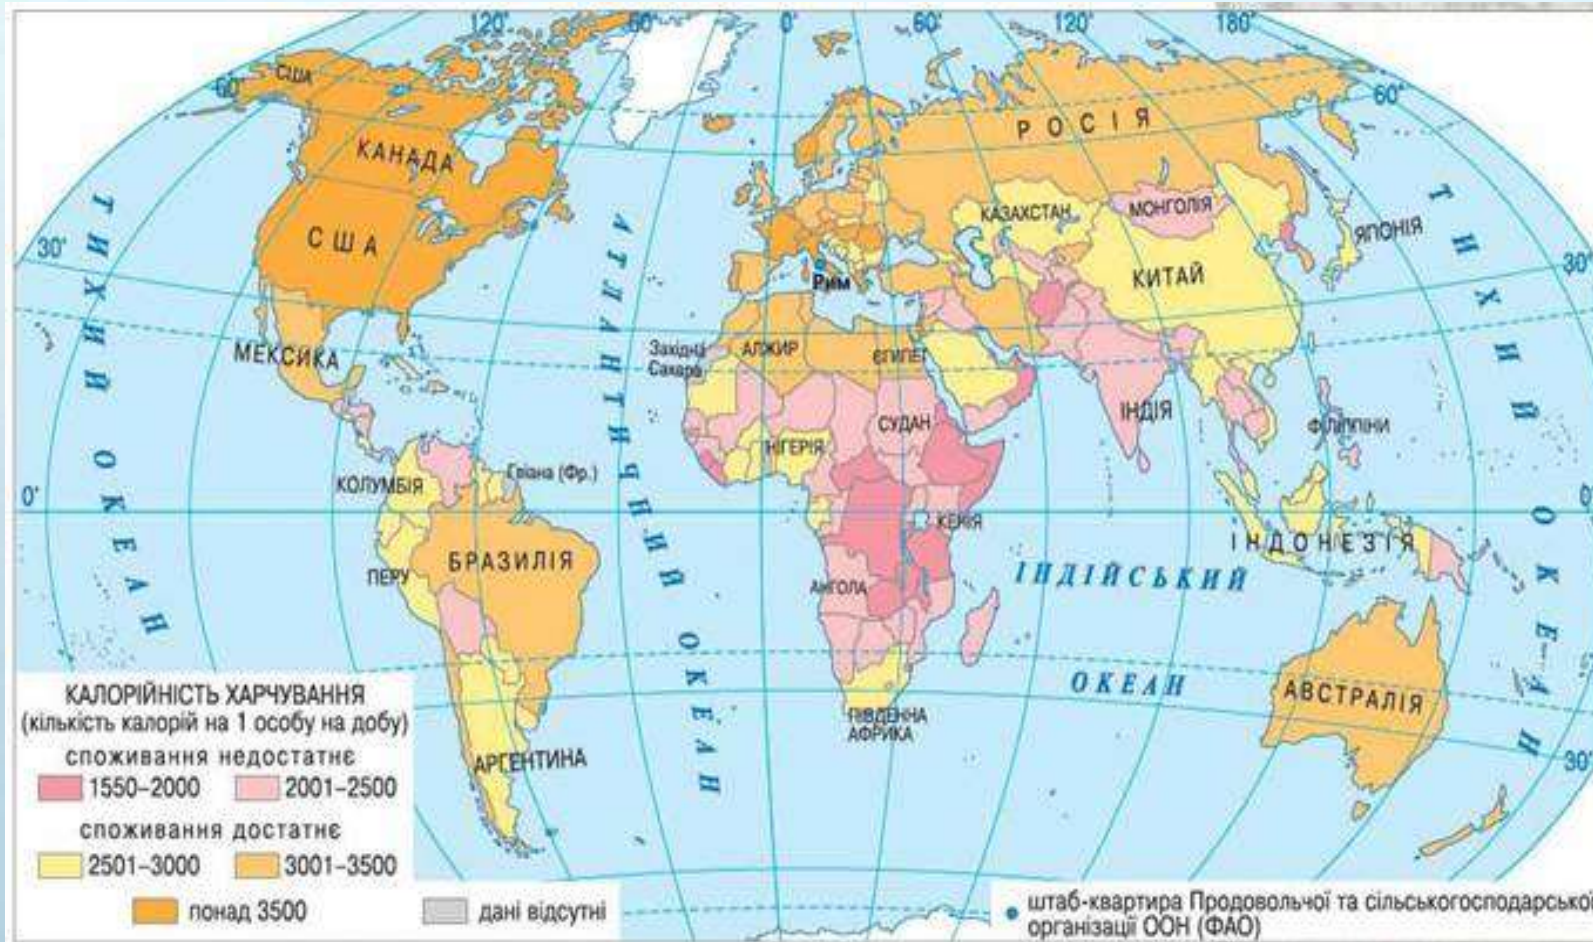 120°
60°
0°
60°
120°
180°
США
60°
КАНАДА
США
30°
МЕКСИКА
ТИХИЙ ОКЕАН
АТЛАНТИЧНИЙ ОКЕАН
РОСІЯ
60°
КАЗАХСТАН
МОНГОЛІЯ
ЯПОНІЯ
КИТАЙ
30°
Рим
Західна
Сахара
АЛЖИР
ЄГИПЕТ
СУДАН
НІГЕРІЯ
ІНДІЯ
ФІЛІППІНИ
ТИХИЙ ОКЕАН
КОЛУМБІЯ
Гвіана (Фр.)
0°
0°
КЕНІЯ
БРАЗИЛІЯ
ПЕРУ
АНГОЛА
ІНДОНЕЗІЯ
ІНДІЙСЬКИЙ
ОКЕАН
АВСТРАЛІЯ
ПІВДЕННА
АФРИКА
АРГЕНТИНА
30°
КАЛОРІЙНІСТЬ ХАРЧУВАННЯ
(кількість калорій на 1 особу на добу)
споживання недостатнє
1550–2000 2001–2500
споживання достатнє
2501–3000 3001–3500
понад 3500 дані відсутні
штаб-квартира Продовольчої та сільськогосподарської
організації ООН (ФАО)